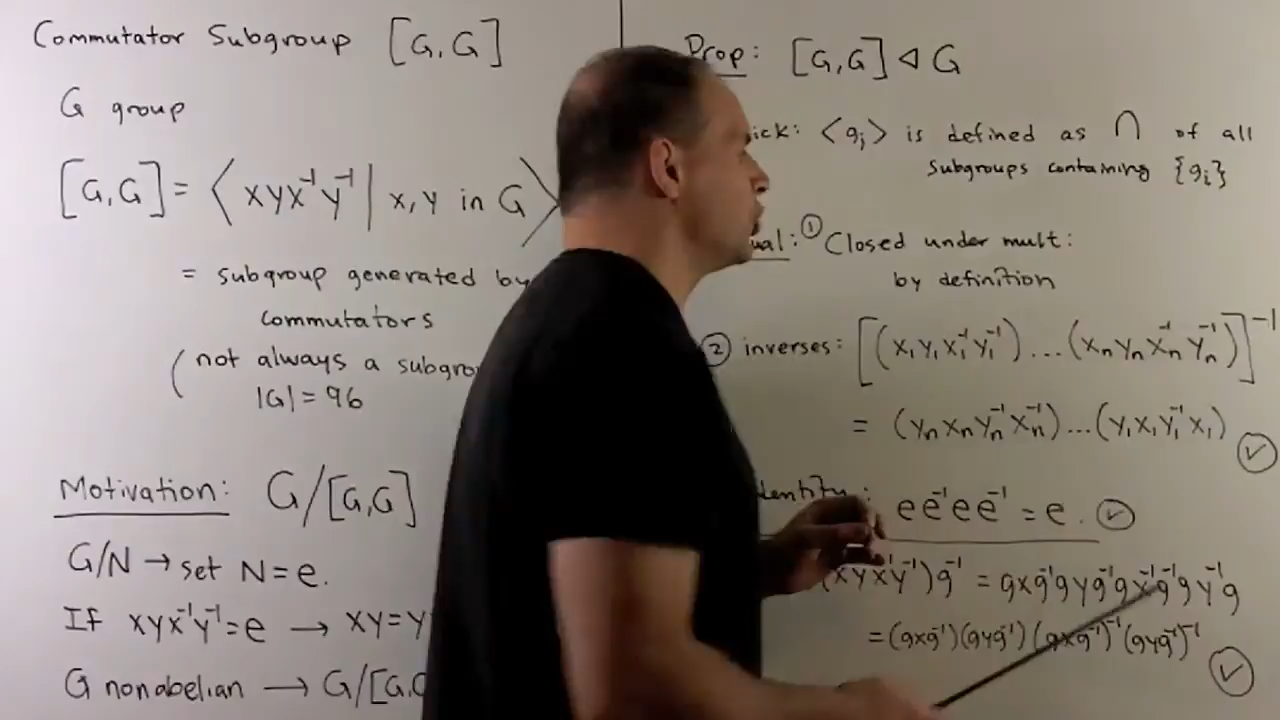 Commutator Subgroup [G,G]
G group
[G,G] = ⟨ xyx⁻¹y⁻¹ | x,y in G ⟩
= subgroup generated by
commutators
(not always a
|G| = 96
Motivation: G/[G,G]
G/N → set N=e.
If xyx⁻¹y⁻¹=e → xy=y
G nonabelian → G/[G,
Prop: [G,G] ◁ G
⟨gᵢ⟩ is defined as ∩ of all
subgroups containing {gᵢ}
① Closed under mult:
by definition
② inverses: [(x₁y₁x₁⁻¹y₁⁻¹)...(xₙyₙxₙ⁻¹yₙ⁻¹)]⁻¹
= (yₙxₙyₙ⁻¹xₙ⁻¹)...(y₁x₁y₁⁻¹x₁) ✓
ee⁻¹ee⁻¹ = e. ✓
(xyx⁻¹y⁻¹)g⁻¹ = gxg⁻¹gyg⁻¹gx⁻¹g⁻¹gy⁻¹g
=(gxg⁻¹)(gyg⁻¹)(gxg⁻¹)⁻¹(gyg⁻¹)⁻¹ ✓